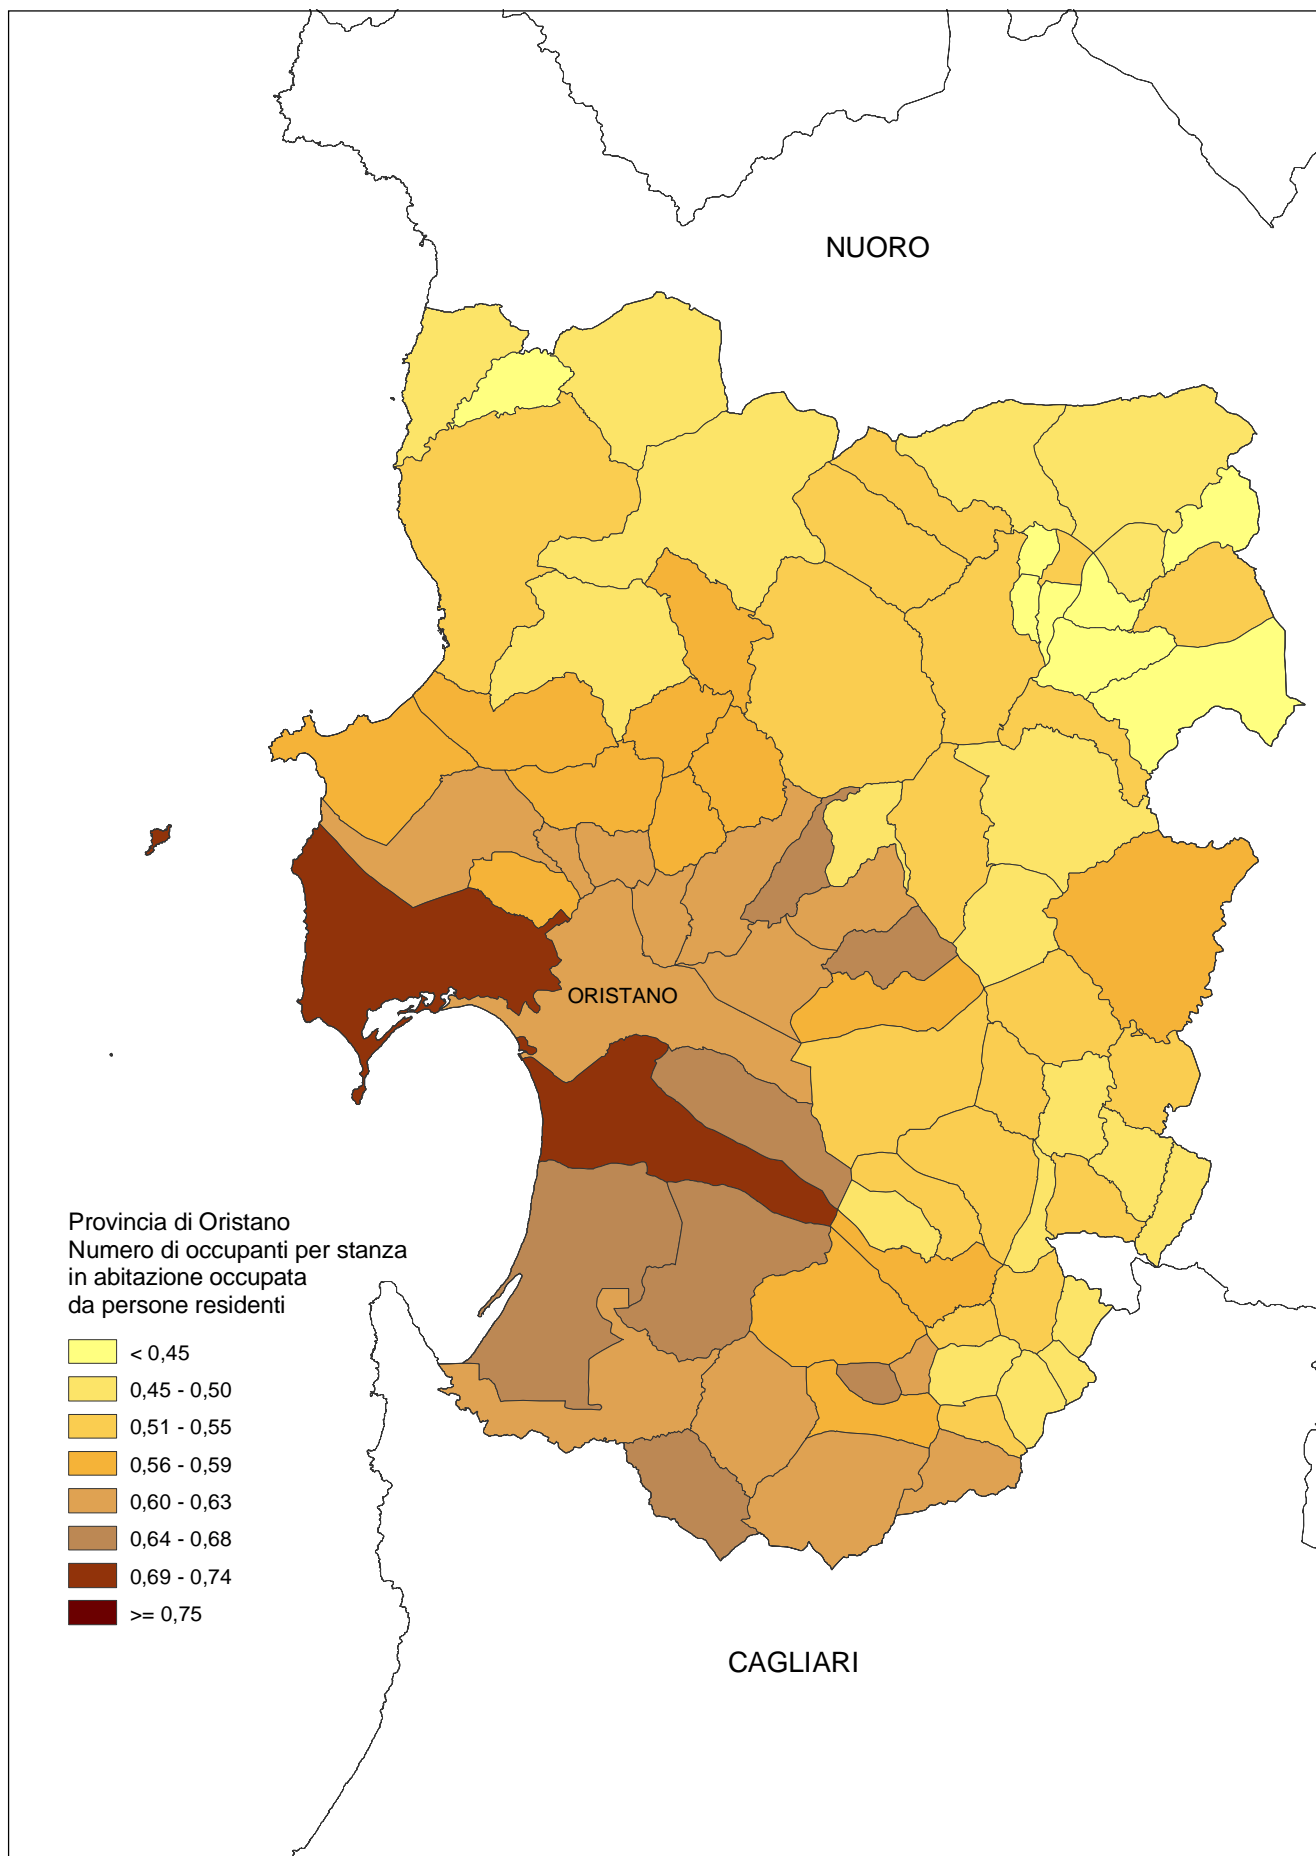 NUORO
ORISTANO
Provincia di Oristano
Numero di occupanti per stanza
in abitazione occupata
da persone residenti
< 0,45
0,45 - 0,50
0,51 - 0,55
0,56 - 0,59
0,60 - 0,63
0,64 - 0,68
0,69 - 0,74
>= 0,75
CAGLIARI